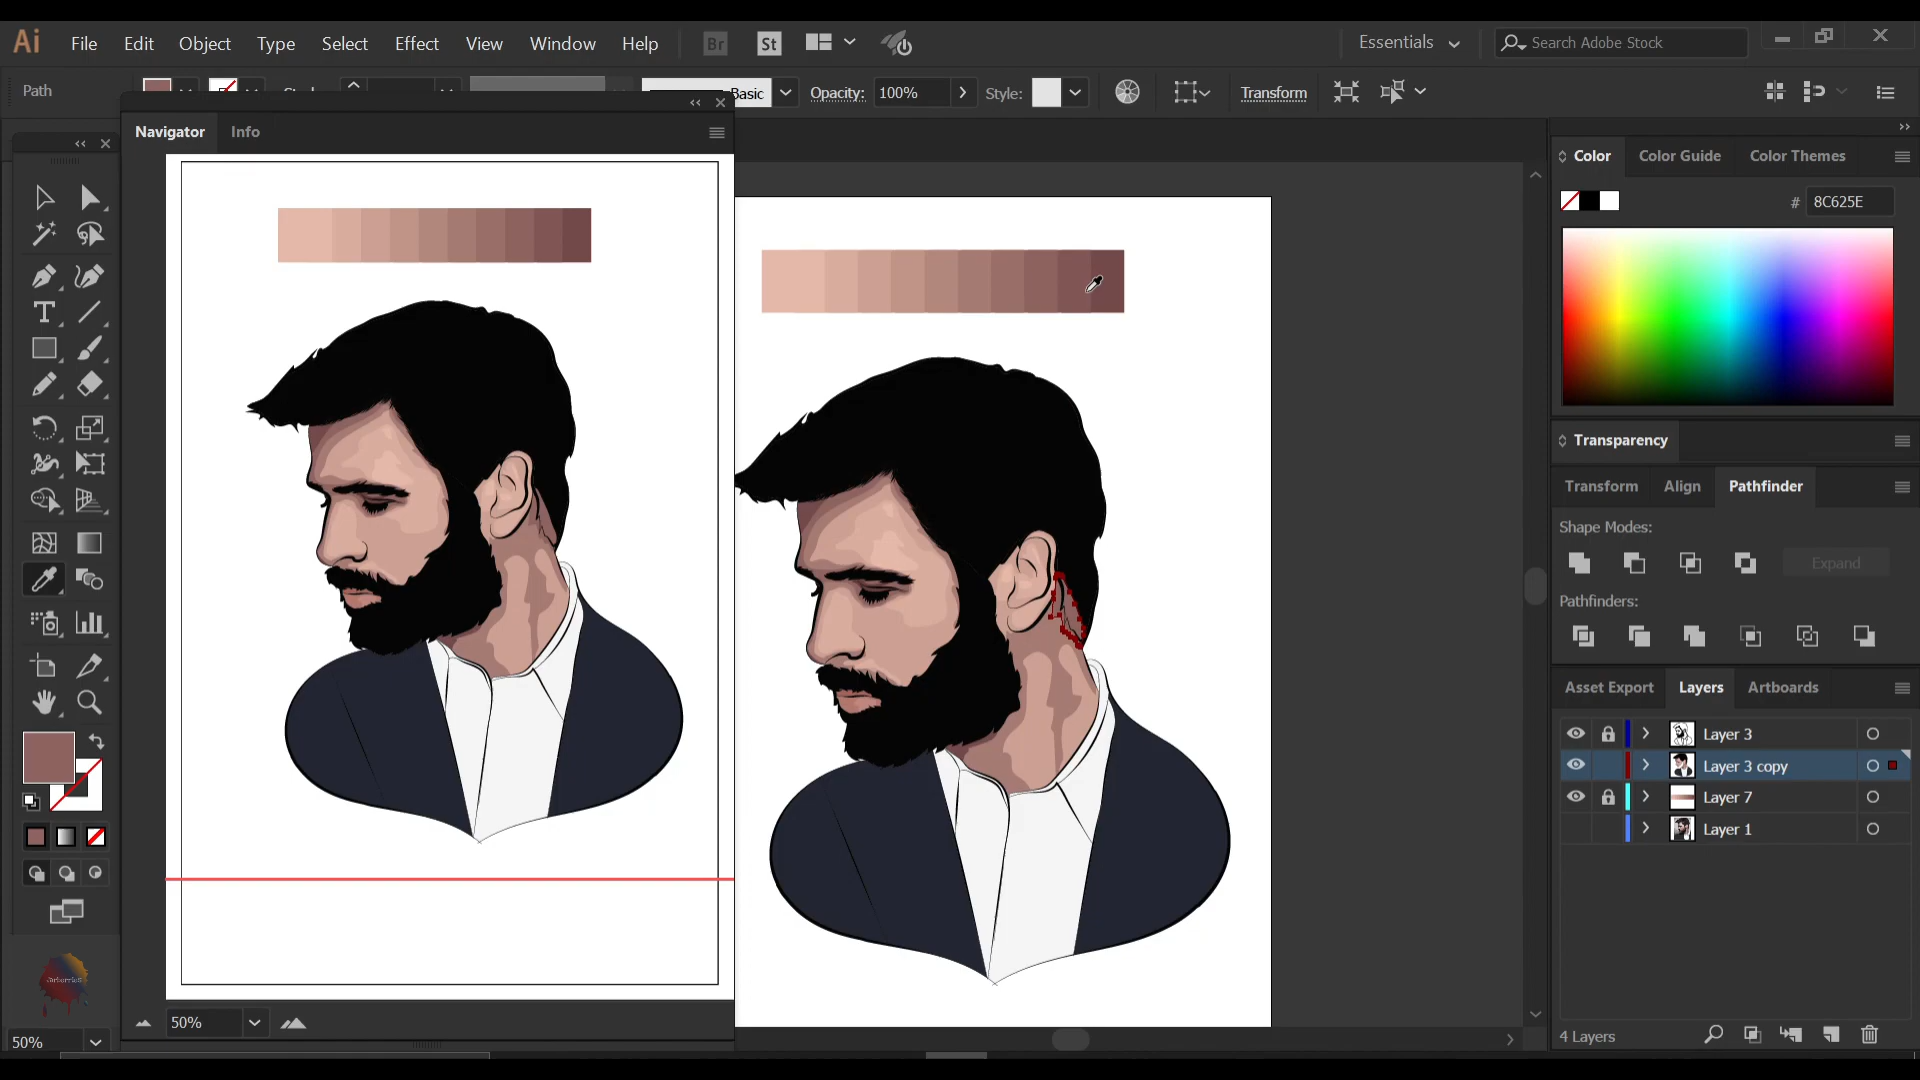 Ai File Edit Object Type Select Effect View Window Help Br St Essentials Search Adobe Stock
Path Basic Opacity: 100% Style: Transform
Navigator Info
Color Color Guide Color Themes
# 8C625E
Transparency
Transform Align Pathfinder
Shape Modes:
Expand
Pathfinders:
Asset Export Layers Artboards
Layer 3
Layer 3 copy
Layer 7
Layer 1
50%
50%
4 Layers